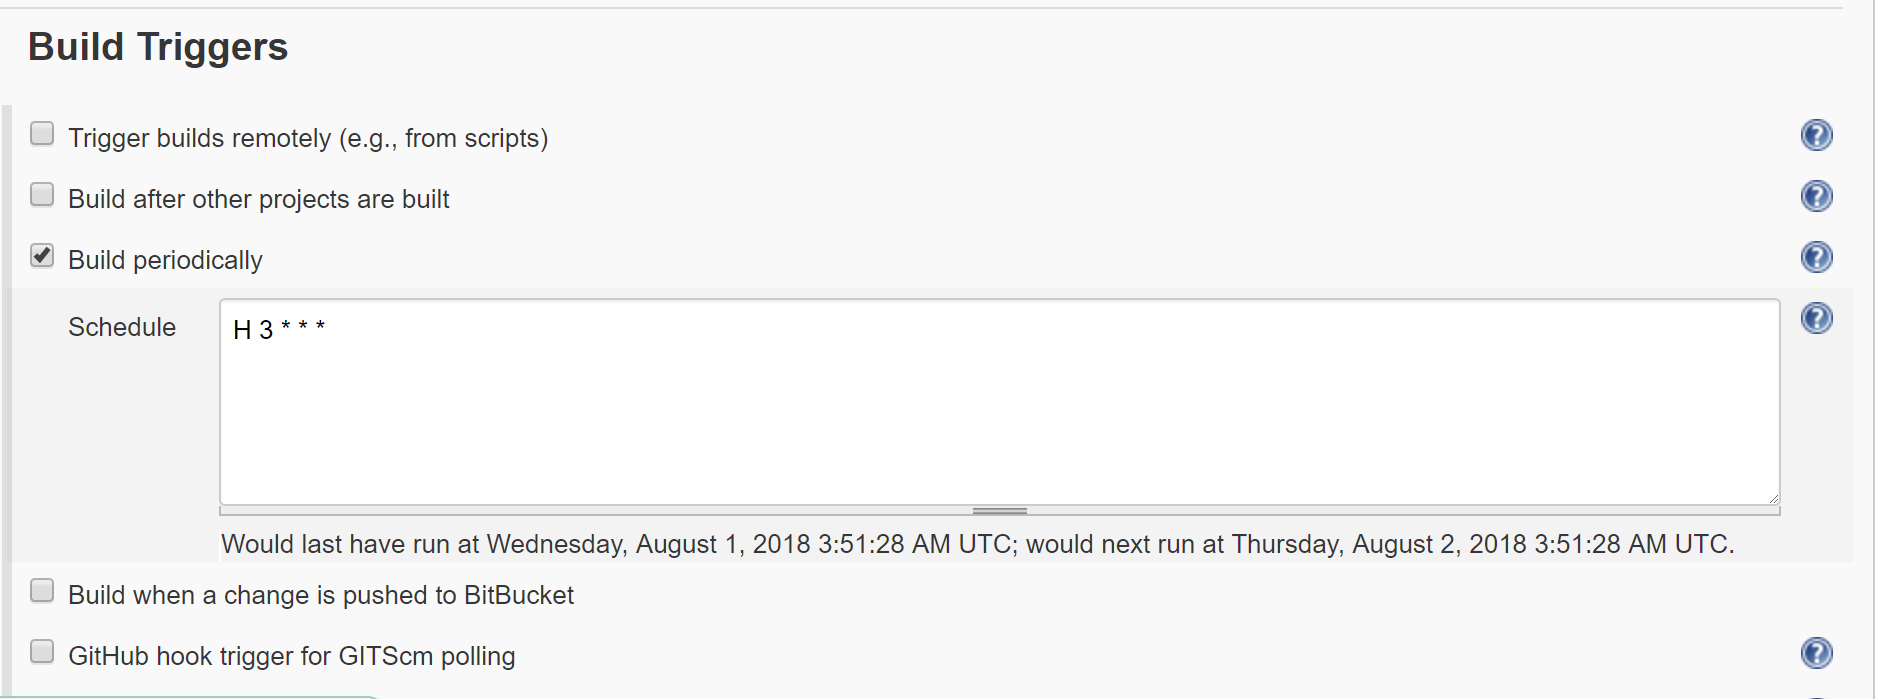 Build Triggers
Trigger builds remotely (e.g., from scripts)
Build after other projects are built
Build periodically
Schedule
H 3 * * *
Would last have run at Wednesday, August 1, 2018 3:51:28 AM UTC; would next run at Thursday, August 2, 2018 3:51:28 AM UTC.
Build when a change is pushed to BitBucket
GitHub hook trigger for GITScm polling